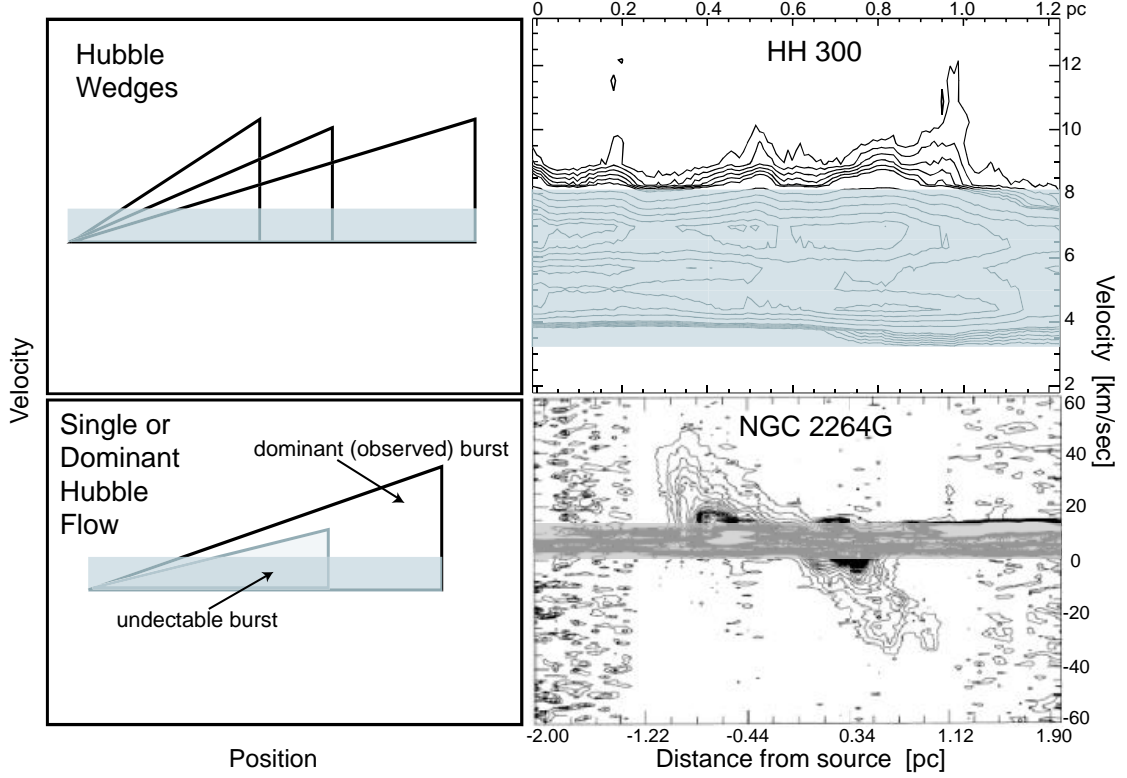 0 0.2 0.4 0.6 0.8 1.0 1.2 pc
Hubble
Wedges
HH 300
12
10
8
6
4
2
Velocity
Velocity [km/sec]
Single or
Dominant
Hubble
Flow
dominant (observed) burst
undectable burst
NGC 2264G
60
40
20
0
-20
-40
-60
-2.00 -1.22 -0.44 0.34 1.12 1.90
Position
Distance from source [pc]